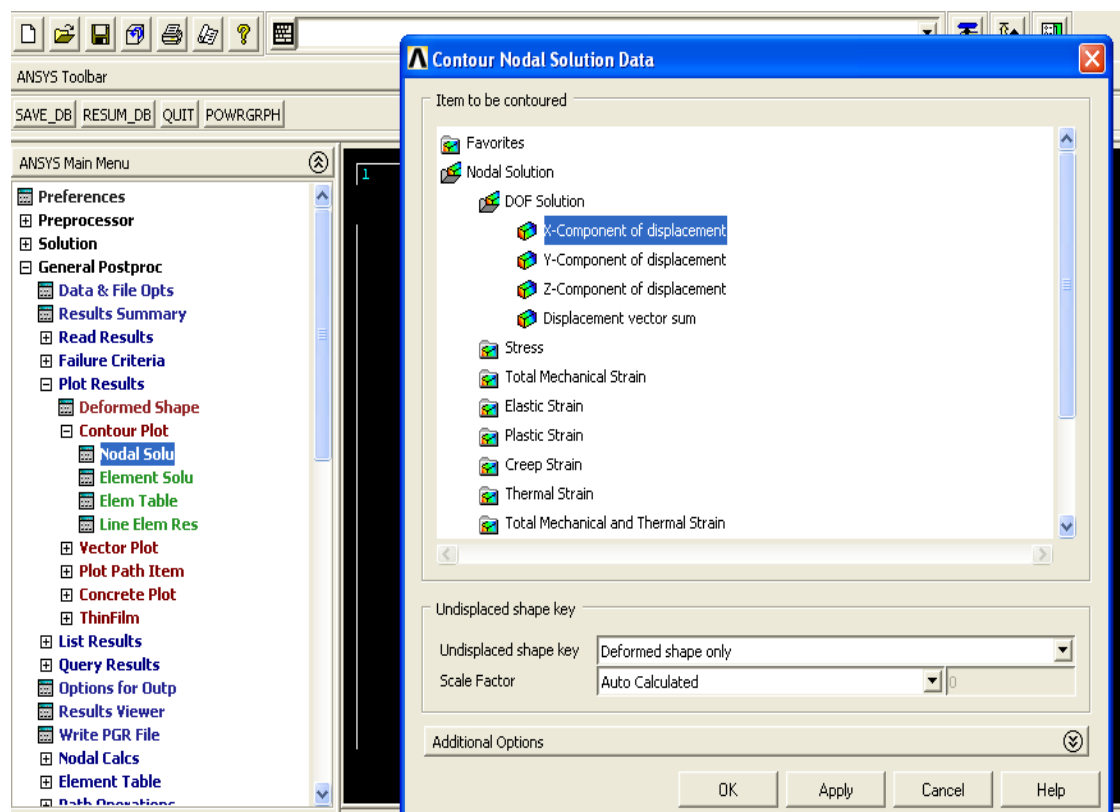 Contour Nodal Solution Data
ANSYS Toolbar
SAVE_DB RESUM_DB QUIT POWRGRPH
Item to be contoured
Favorites
Nodal Solution
DOF Solution
X-Component of displacement
Y-Component of displacement
Z-Component of displacement
Displacement vector sum
Stress
Total Mechanical Strain
Elastic Strain
Plastic Strain
Creep Strain
Thermal Strain
Total Mechanical and Thermal Strain
Undisplaced shape key
Undisplaced shape key Deformed shape only
Scale Factor Auto Calculated 0
Additional Options
OK Apply Cancel Help
ANSYS Main Menu
1
Preferences
Preprocessor
Solution
General Postproc
Data & File Opts
Results Summary
Read Results
Failure Criteria
Plot Results
Deformed Shape
Contour Plot
Nodal Solu
Element Solu
Elem Table
Line Elem Res
Vector Plot
Plot Path Item
Concrete Plot
ThinFilm
List Results
Query Results
Options for Outp
Results Viewer
Write PGR File
Nodal Calcs
Element Table
Path Operations